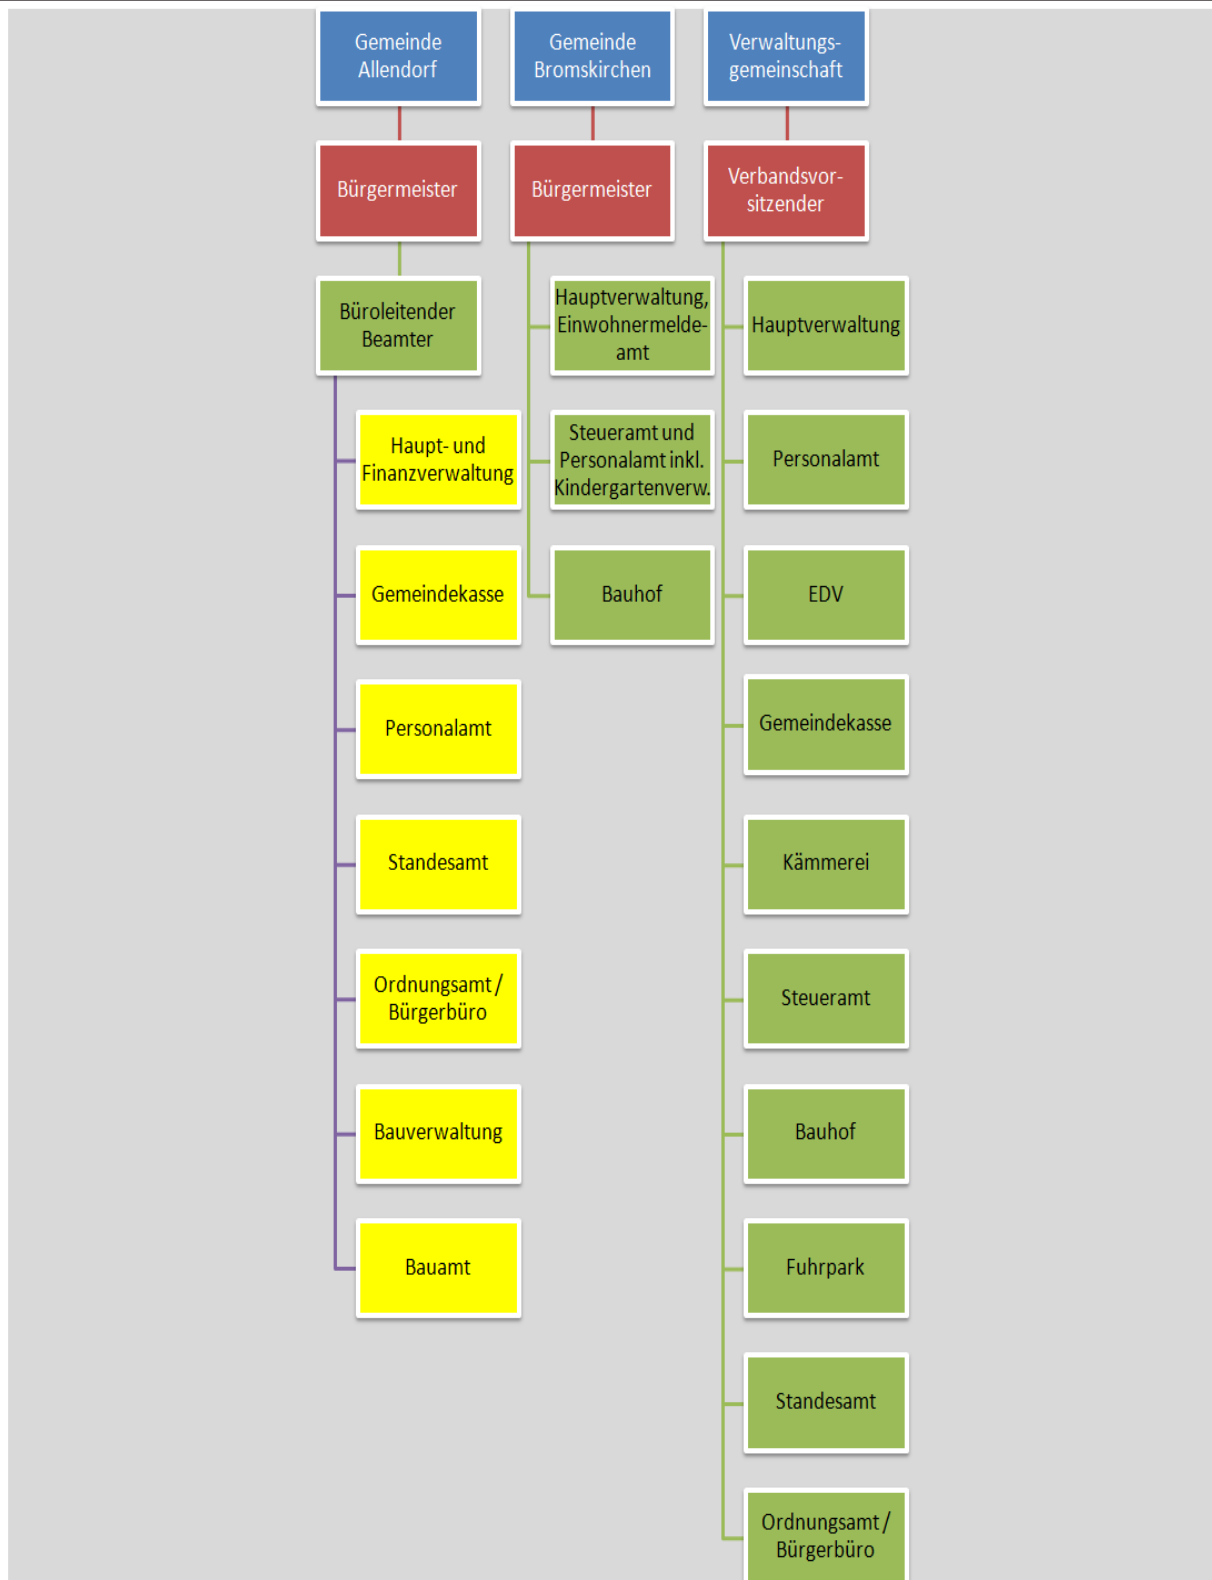 Gemeinde
Allendorf
Bürgermeister
Büroleitender
Beamter
Haupt- und
Finanzverwaltung
Gemeindekasse
Personalamt
Standesamt
Ordnungsamt /
Bürgerbüro
Bauverwaltung
Bauamt
Gemeinde
Bromskirchen
Bürgermeister
Hauptverwaltung,
Einwohnermelde-
amt
Steueramt und
Personalamt inkl.
Kindergartenverw.
Bauhof
Verwaltungs-
gemeinschaft
Verbandsvor-
sitzender
Hauptverwaltung
Personalamt
EDV
Gemeindekasse
Kämmerei
Steueramt
Bauhof
Fuhrpark
Standesamt
Ordnungsamt /
Bürgerbüro